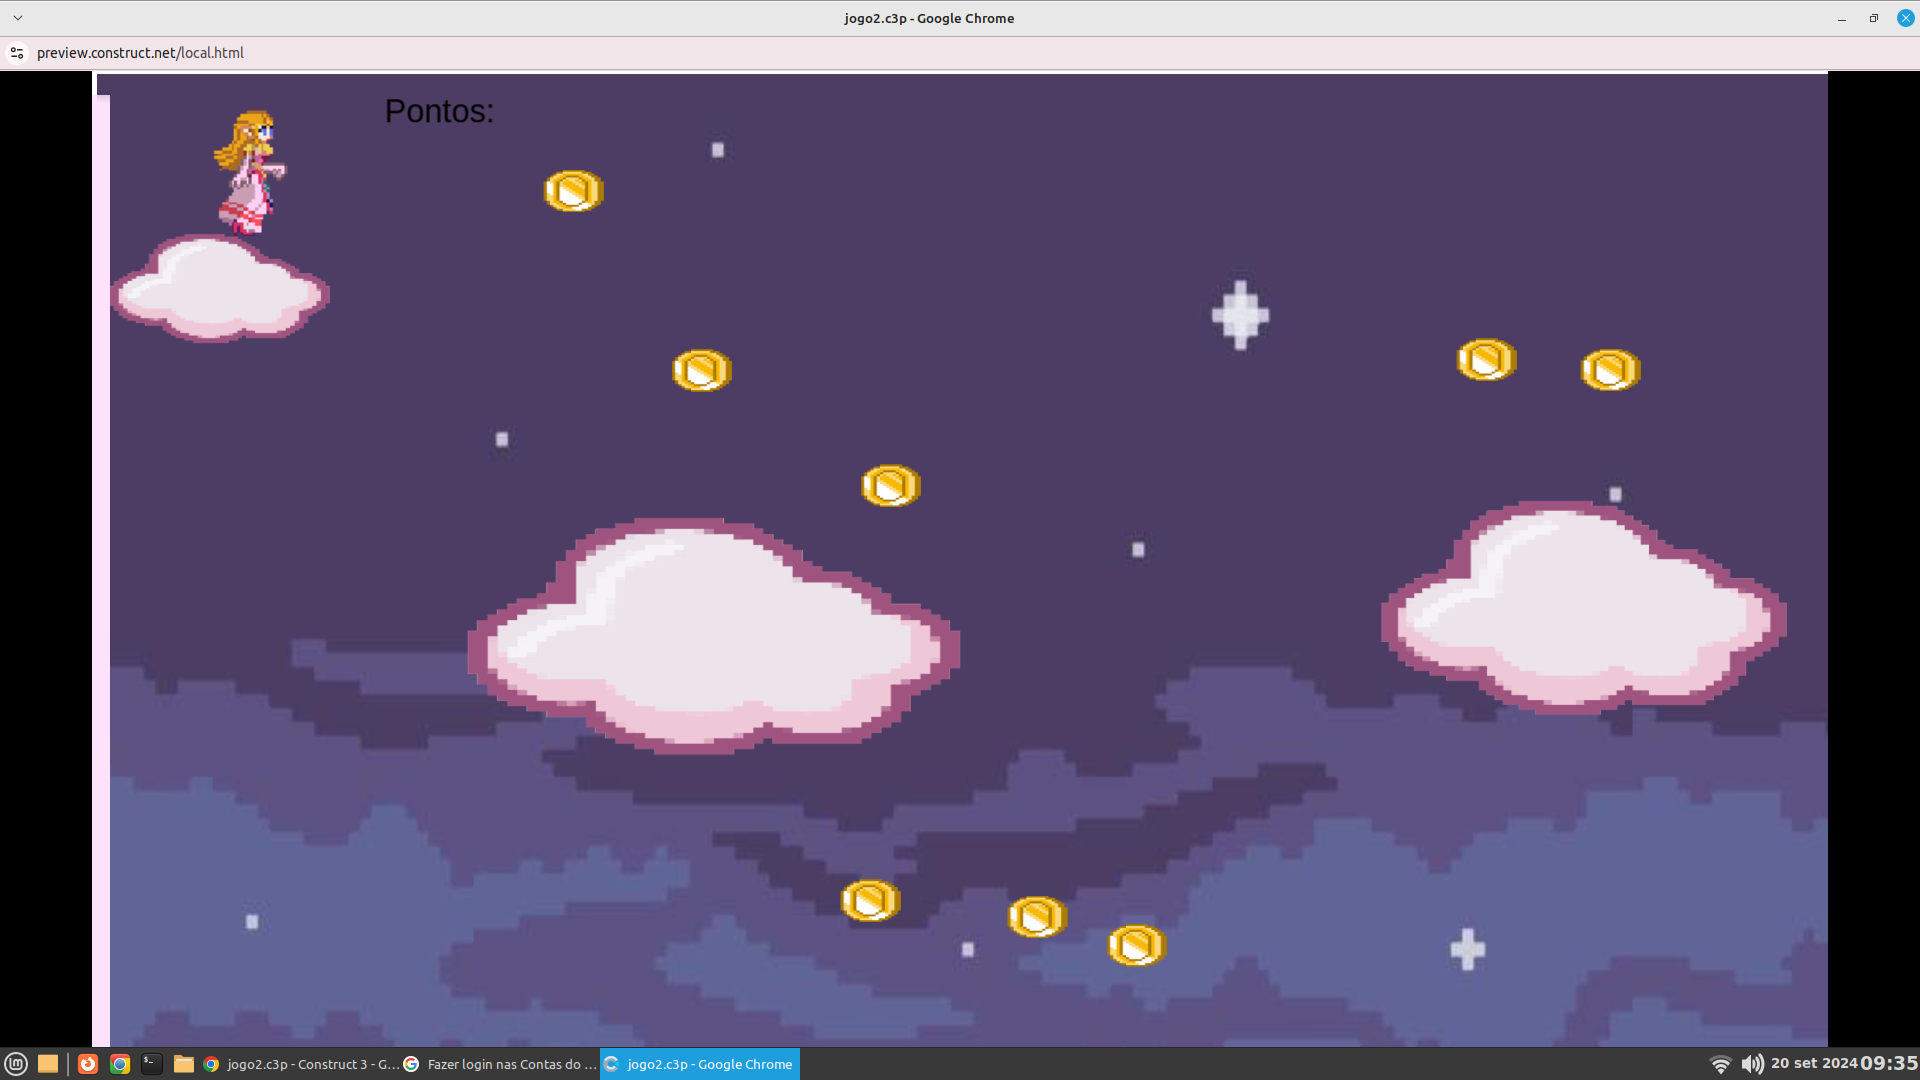 jogo2.c3p - Google Chrome
preview.construct.net/local.html
Pontos:
jogo2.c3p - Construct 3 - G...
Fazer login nas Contas do ...
jogo2.c3p - Google Chrome
20 set 2024 09:35